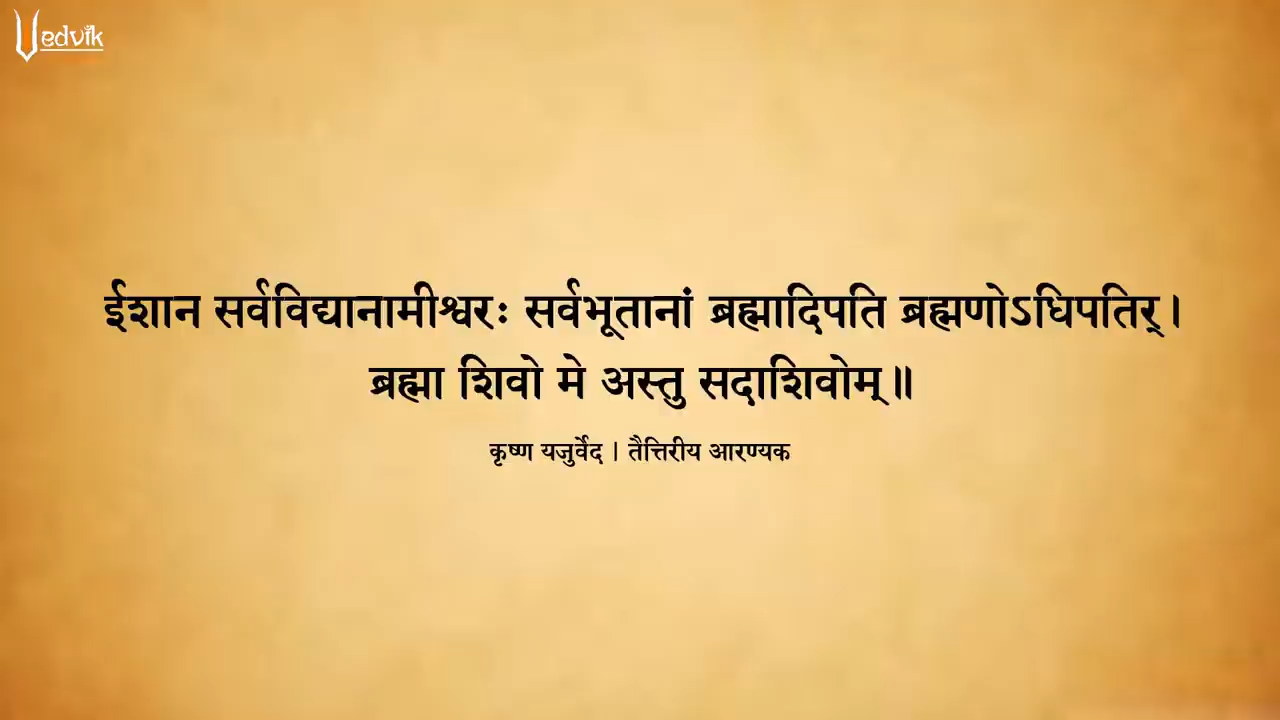 Vedvik
ईशान सर्वविद्यानामीश्वरः सर्वभूतानां ब्रह्मादिपति ब्रह्मणोऽधिपतिर्।
ब्रह्मा शिवो मे अस्तु सदाशिवोम्॥
कृष्ण यजुर्वेद । तैत्तिरीय आरण्यक